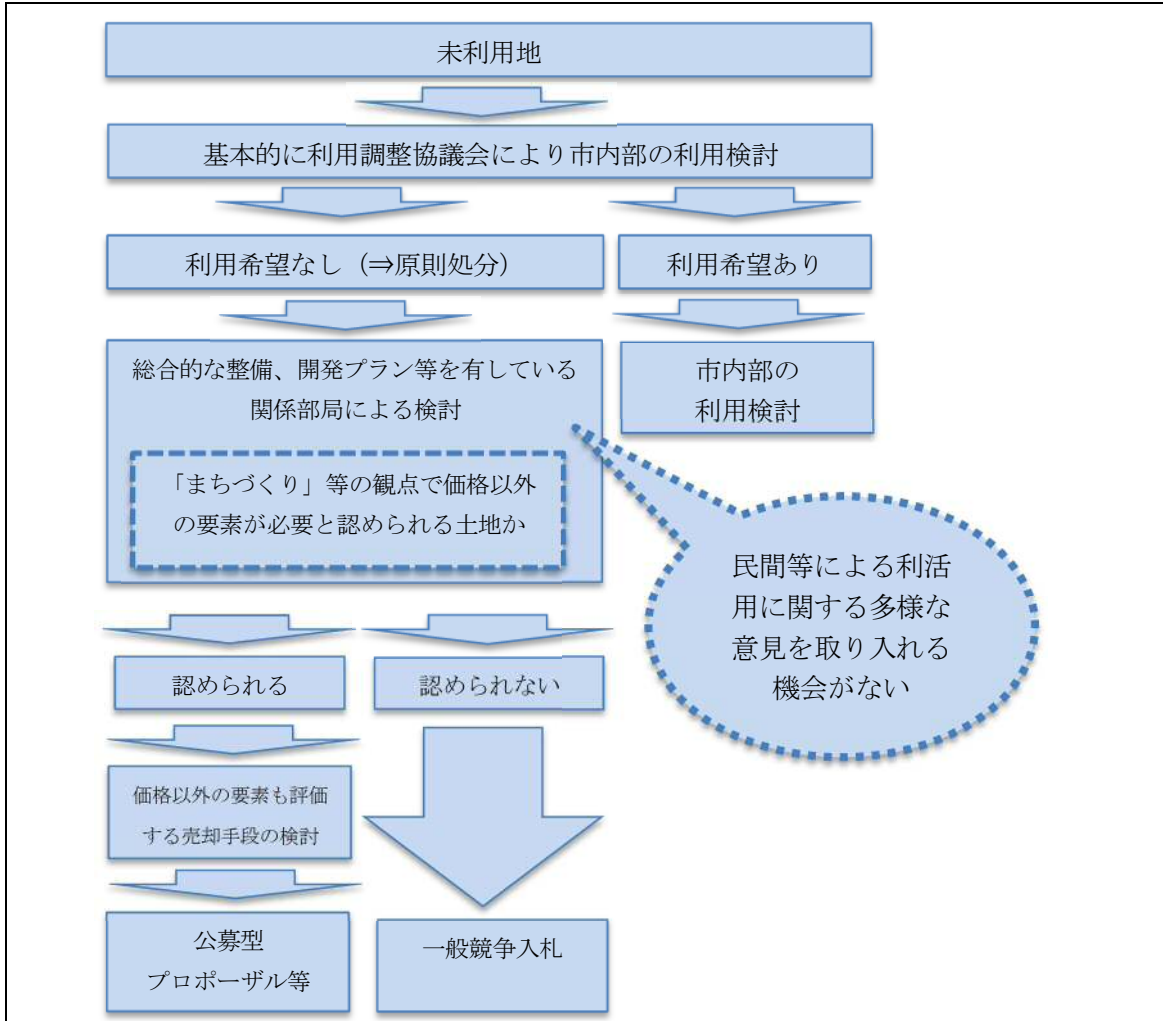 未利用地
基本的に利用調整協議会により市内部の利用検討
利用希望なし（⇒原則処分）
利用希望あり
総合的な整備、開発プラン等を有している
関係部局による検討
「まちづくり」等の観点で価格以外
の要素が必要と認められる土地か
市内部の
利用検討
民間等による利活
用に関する多様な
意見を取り入れる
機会がない
認められる
認められない
価格以外の要素も評価
する売却手段の検討
公募型
プロポーザル等
一般競争入札